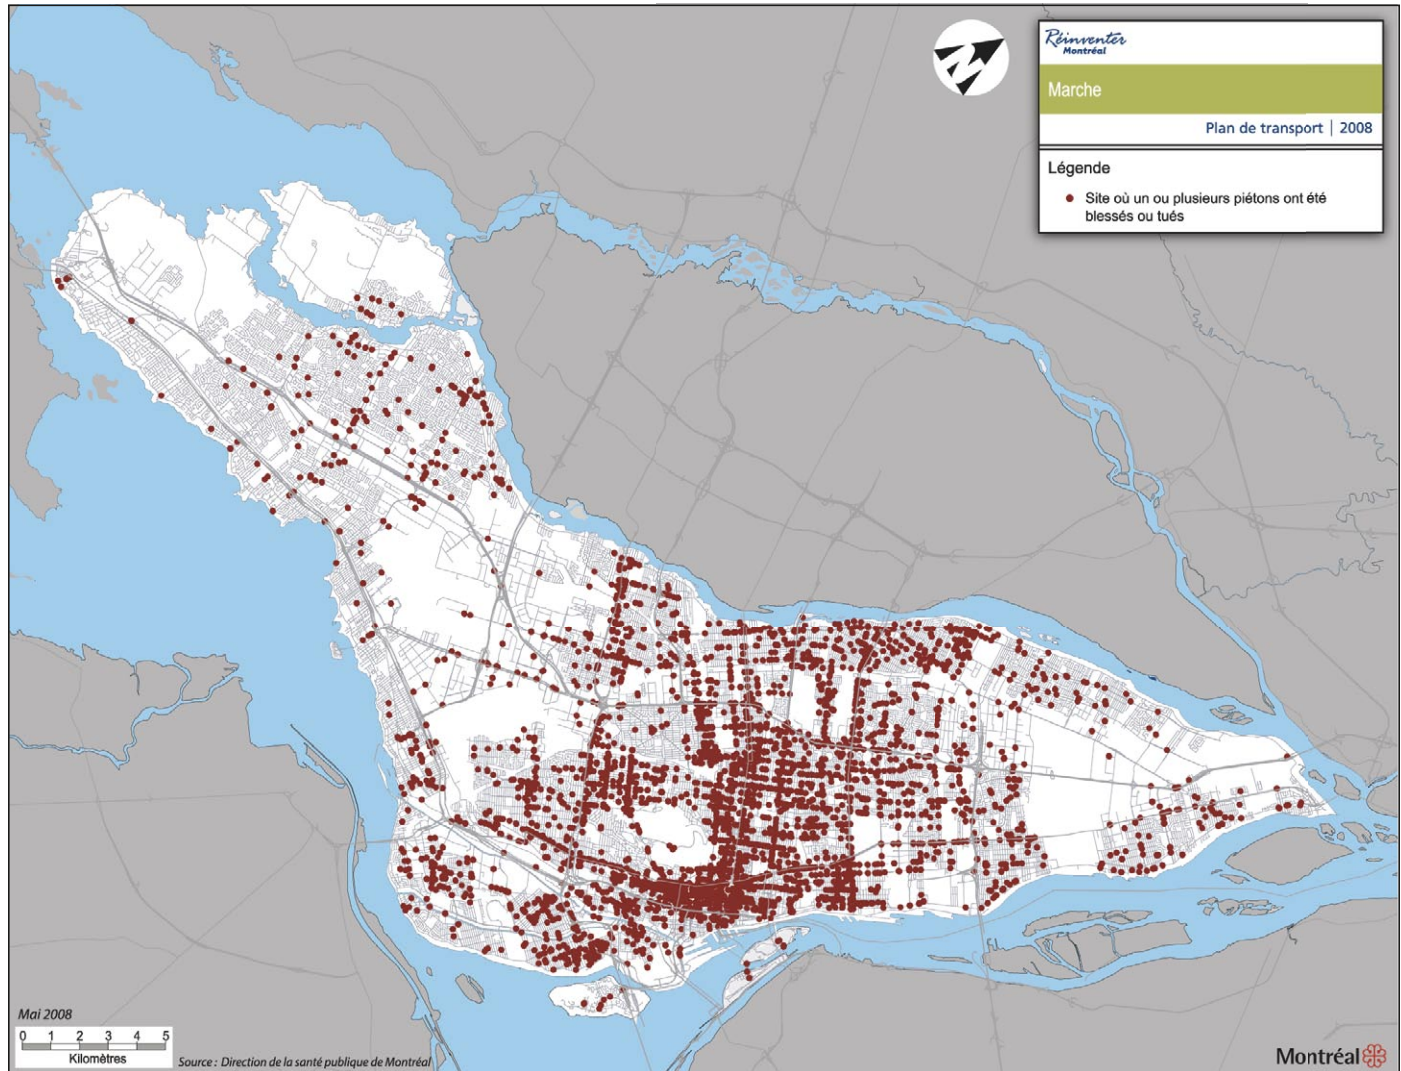 Réinventer
Montréal
Marche
Plan de transport | 2008
Légende
Site où un ou plusieurs piétons ont été
blessés ou tués
N
Mai 2008
0 1 2 3 4 5
Kilomètres
Source : Direction de la santé publique de Montréal
Montréal